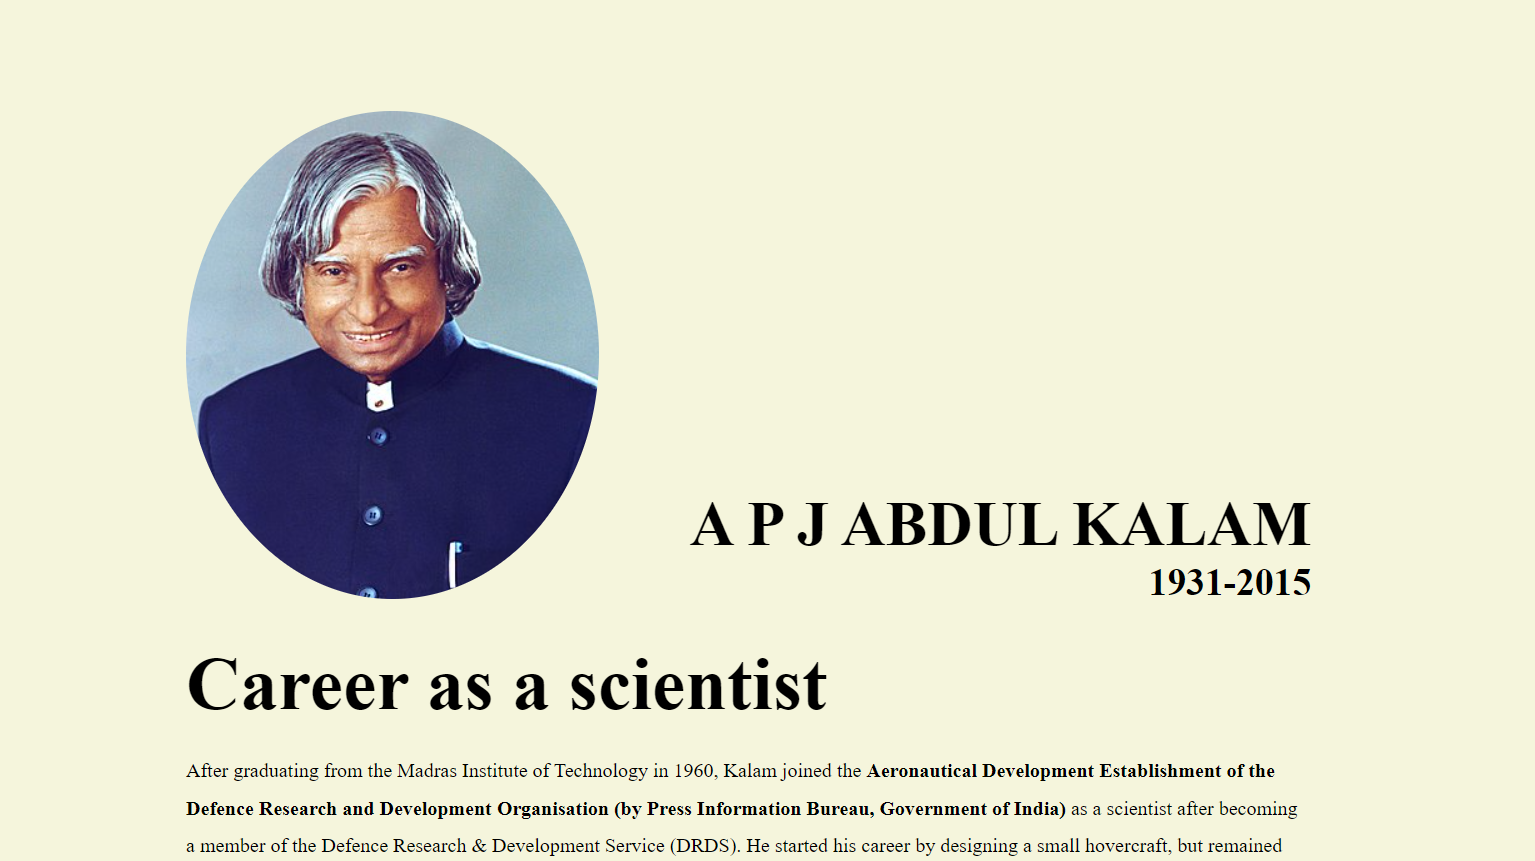 A P J ABDUL KALAM
1931-2015
Career as a scientist
After graduating from the Madras Institute of Technology in 1960, Kalam joined the Aeronautical Development Establishment of the
Defence Research and Development Organisation (by Press Information Bureau, Government of India) as a scientist after becoming
a member of the Defence Research & Development Service (DRDS). He started his career by designing a small hovercraft, but remained